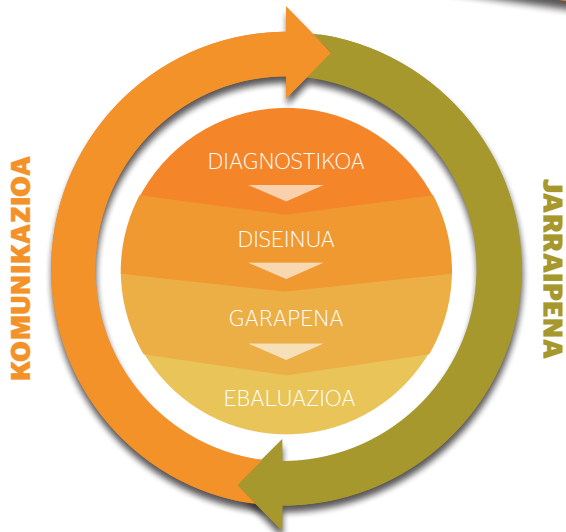 KOMUNIKAZIOA
DIAGNOSTIKOA
DISEINUA
GARAPENA
EBALUAZIOA
JARRAIPENA